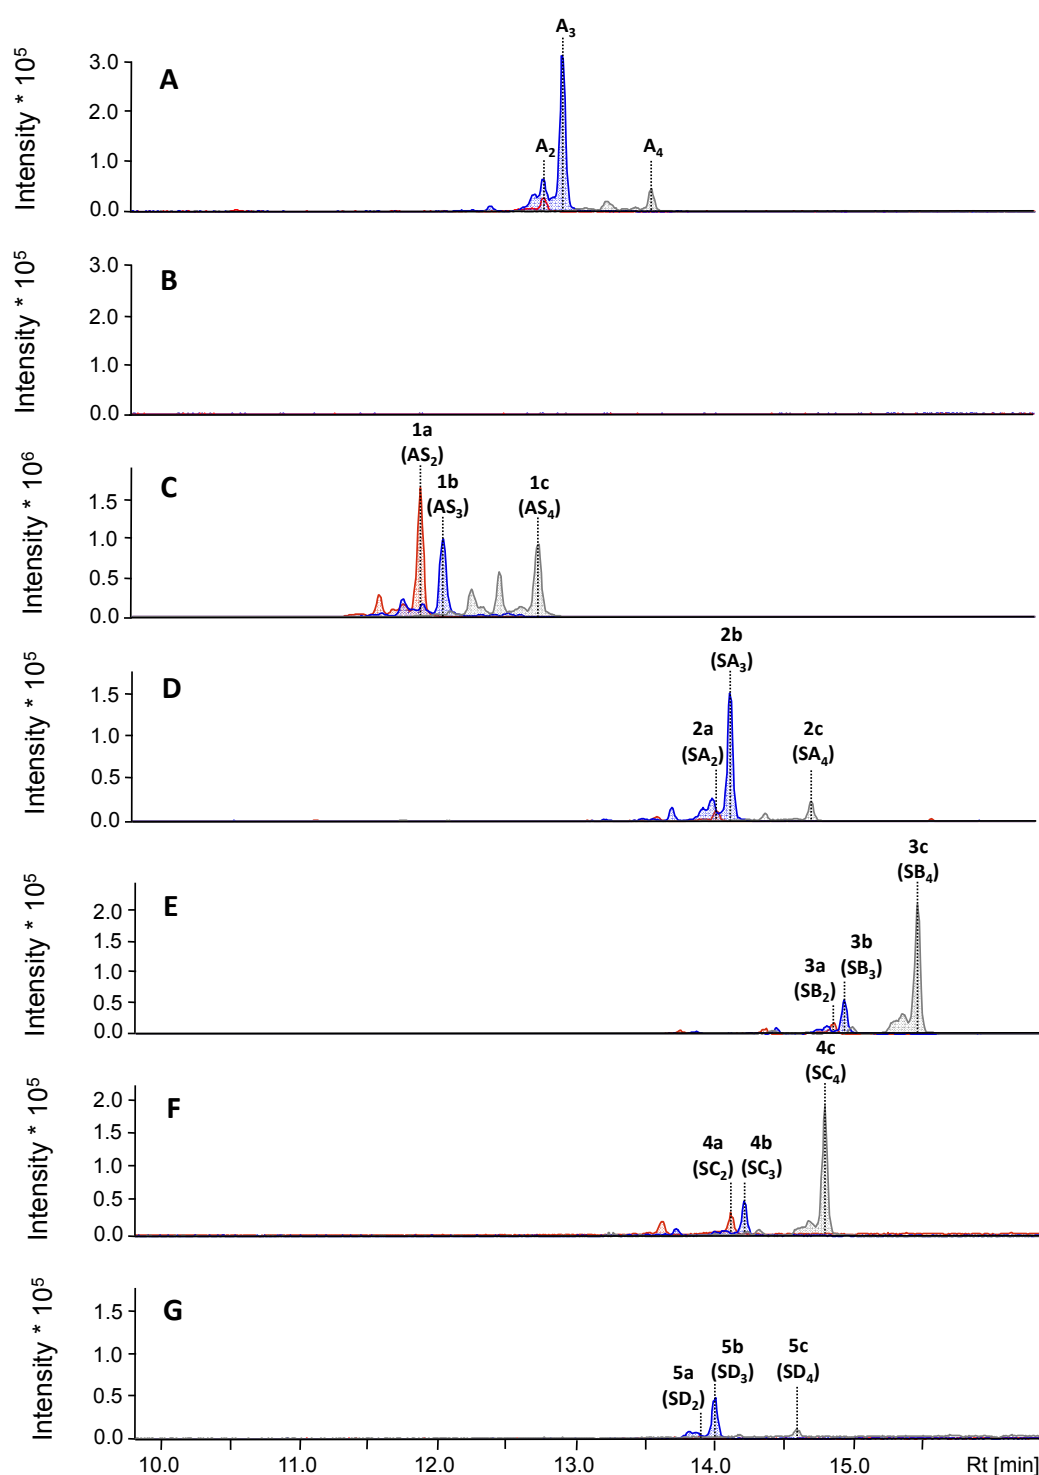 A₃
Intensity * 10⁵
3.0
A
2.0
A₂
A₄
1.0
0.0
Intensity * 10⁵
3.0
B
2.0
1.0
0.0
1a
(AS₂)
Intensity * 10⁶
C
1b
(AS₃)
1c
(AS₄)
1.5
1.0
0.5
0.0
2b
(SA₃)
Intensity * 10⁵
D
1.5
2a
(SA₂)
2c
(SA₄)
1.0
0.5
0.0
3c
(SB₄)
Intensity * 10⁵
E
2.0
1.5
3b
(SB₃)
3a
(SB₂)
1.0
0.5
0.0
4c
(SC₄)
Intensity * 10⁵
F
2.0
1.5
4a
(SC₂)
4b
(SC₃)
1.0
0.5
0.0
Intensity * 10⁵
G
1.5
5b
(SD₃)
5c
(SD₄)
5a
(SD₂)
1.0
0.5
0.0
10.0 11.0 12.0 13.0 14.0 15.0 Rt [min]